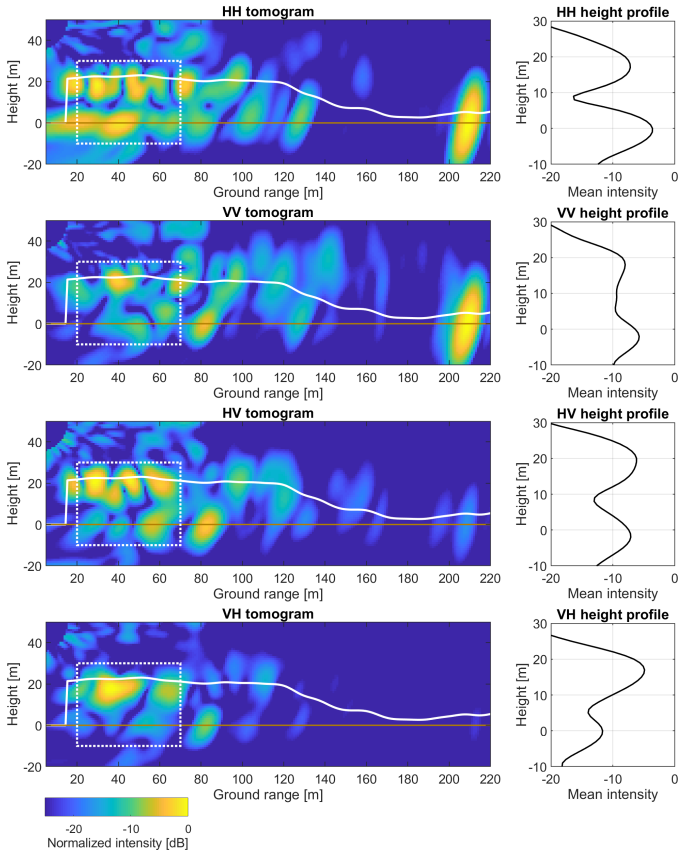 HH tomogram
HH height profile
Height [m]
40
20
0
-20
20 40 60 80 100 120 140 160 180 200 220
Ground range [m]
30
20
10
0
-10
-20 -10 0
Mean intensity
VV tomogram
VV height profile
Height [m]
40
20
0
-20
20 40 60 80 100 120 140 160 180 200 220
Ground range [m]
Height [m]
30
20
10
0
-10
-20 -10 0
Mean intensity
HV tomogram
HV height profile
Height [m]
40
20
0
-20
20 40 60 80 100 120 140 160 180 200 220
Ground range [m]
Height [m]
30
20
10
0
-10
-20 -10 0
Mean intensity
VH tomogram
VH height profile
Height [m]
40
20
0
-20
20 40 60 80 100 120 140 160 180 200 220
Ground range [m]
Height [m]
30
20
10
0
-10
-20 -10 0
Mean intensity
-20 -10 0
Normalized intensity [dB]